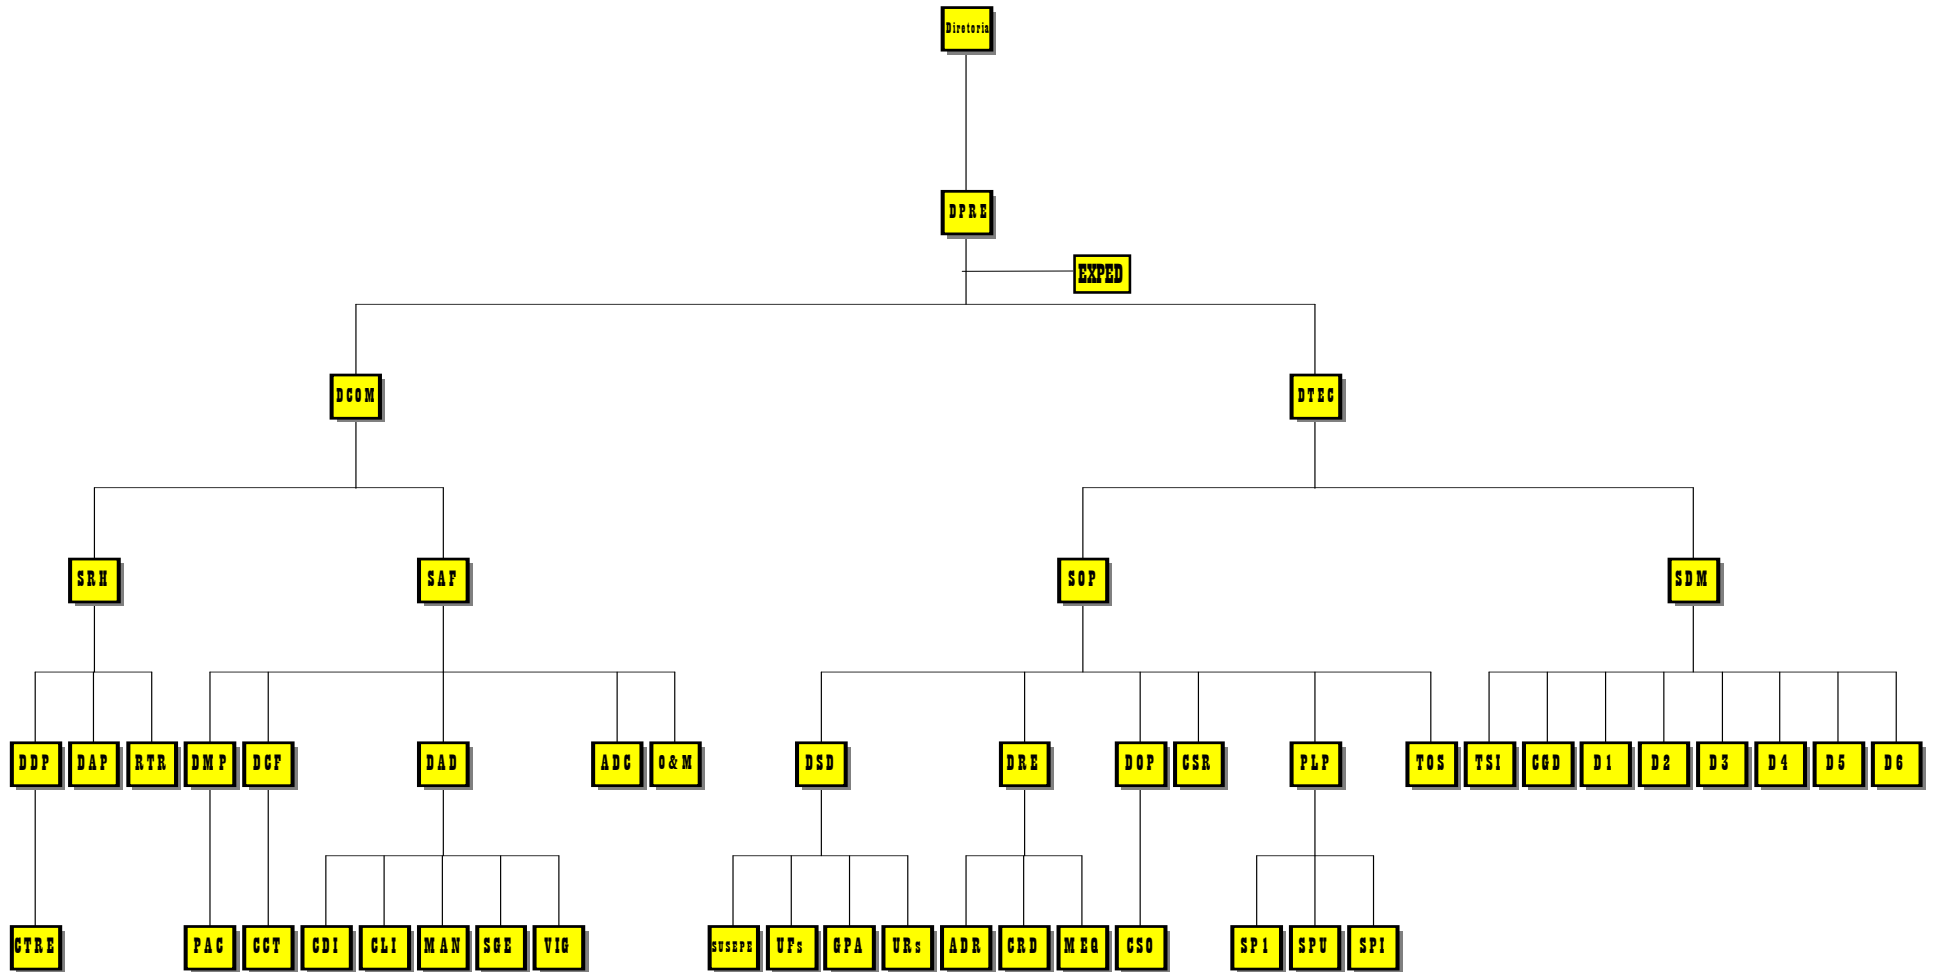 Diretoria
DPRE
EXPED
DCOM
DTEC
SRH
SAF
SOP
SDM
DDP
DAP
RTR
DMP
DCF
DAD
ADC
O&M
DSD
DRE
DOP
CSR
PLP
TOS
TSI
CGD
D1
D2
D3
D4
D5
D6
CTRE
PAC
CCT
CDI
CLI
MAN
SGE
VIG
SUSEPE
UFs
GPA
URs
ADR
CRD
MEQ
CSO
SP1
SPU
SPI